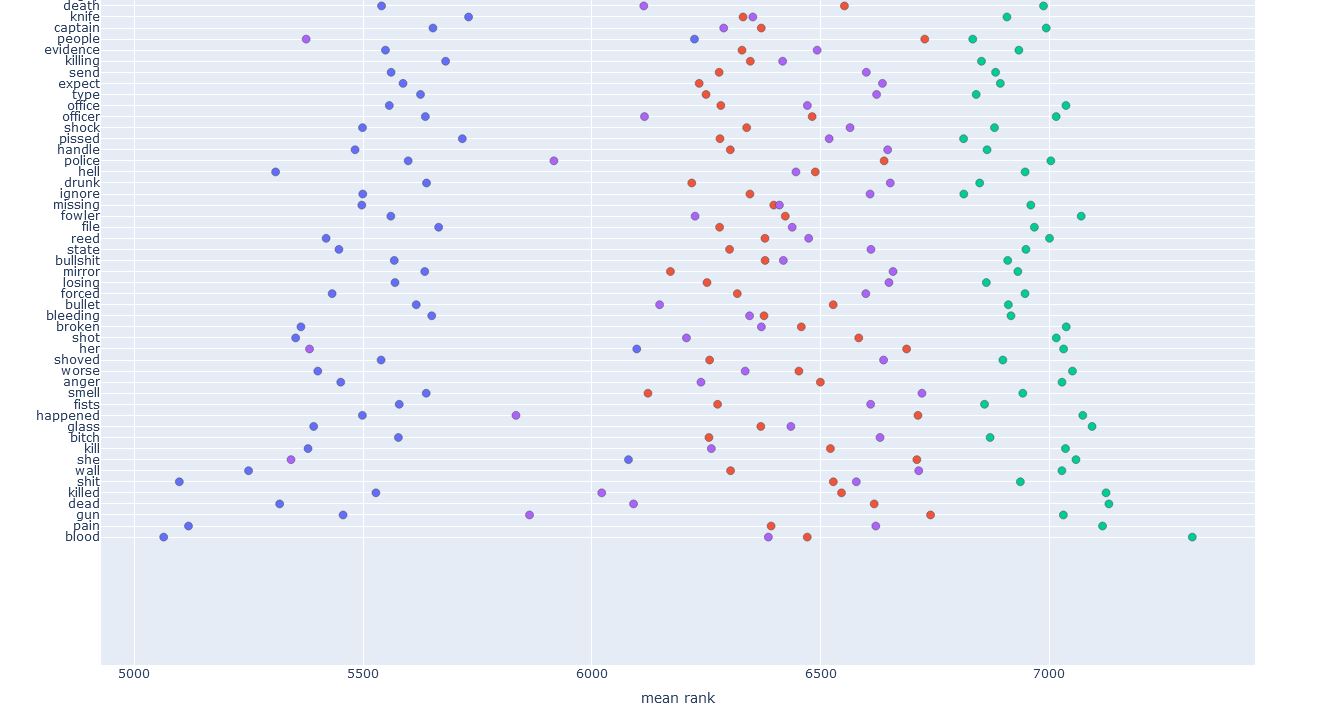 death
knife
captain
people
evidence
killing
send
expect
type
office
officer
shock
pissed
handle
police
hell
drunk
ignore
missing
fowler
file
reed
state
bullshit
mirror
losing
forced
bullet
bleeding
broken
shot
her
shoved
worse
anger
smell
fists
happened
glass
bitch
kill
she
wall
shit
killed
dead
gun
pain
blood
5000 5500 6000 6500 7000
mean rank